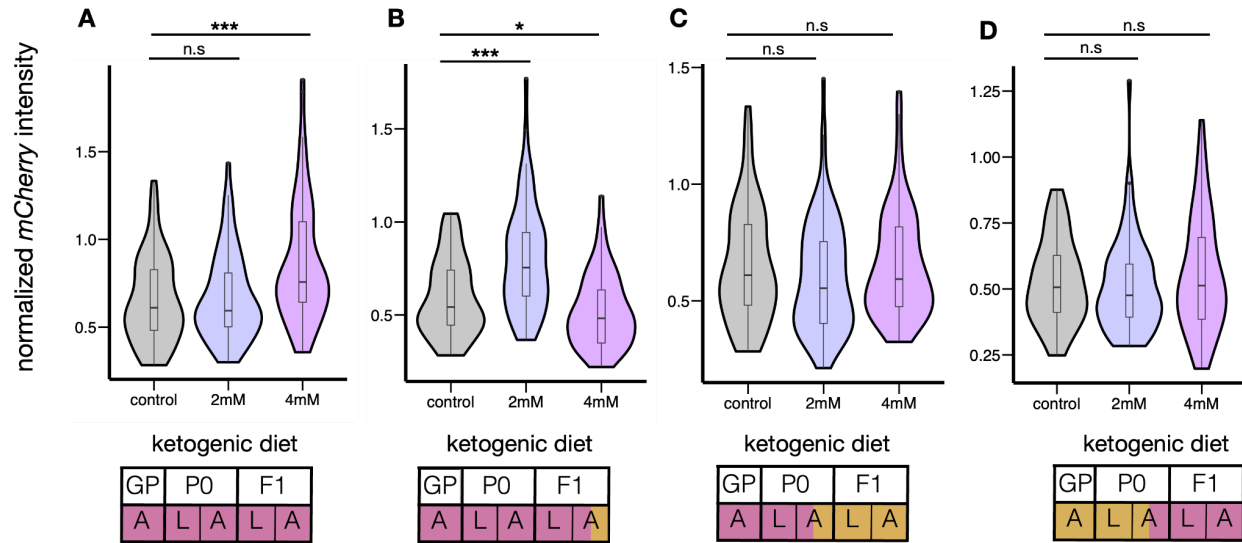 A
B
C
D
***
n.s
*
***
n.s
n.s
n.s
n.s
normalized mCherry intensity
1.5
1.0
0.5
control
2mM
4mM
ketogenic diet
GP P0 F1
A L A L A
1.5
1.0
0.5
control
2mM
4mM
ketogenic diet
GP P0 F1
A L A L A
1.5
1.0
0.5
control
2mM
4mM
ketogenic diet
GP P0 F1
A L A L A
1.25
1.00
0.75
0.50
0.25
control
2mM
4mM
ketogenic diet
GP P0 F1
A L A L A